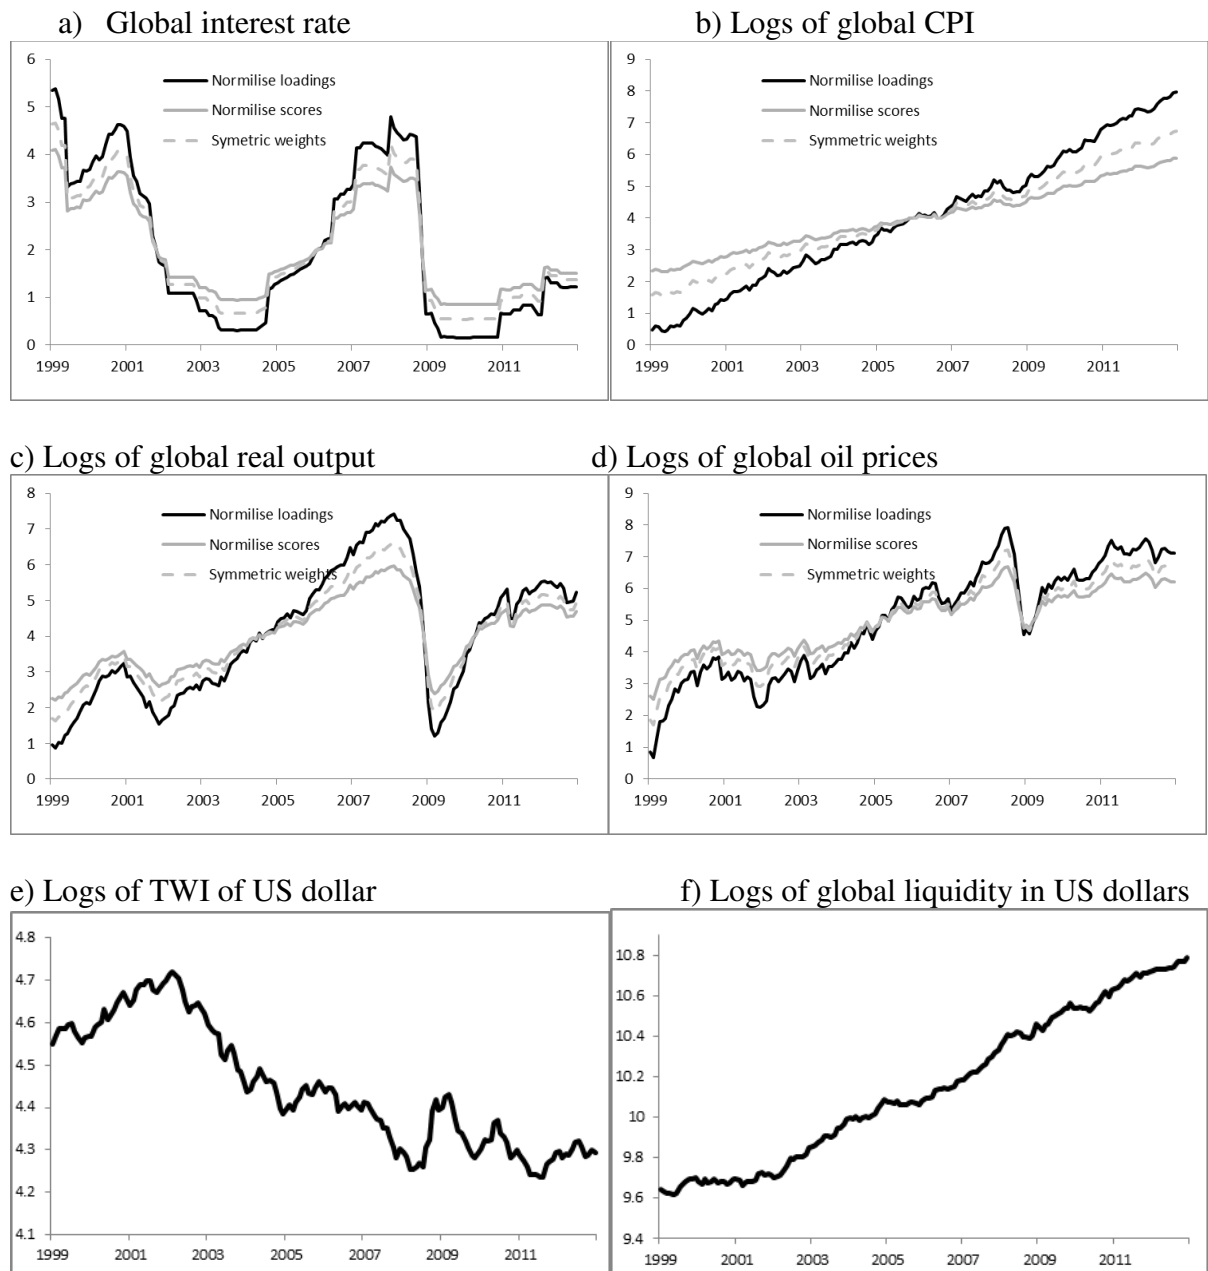 a) Global interest rate
b) Logs of global CPI
6
5
4
3
2
1
0
1999 2001 2003 2005 2007 2009 2011
Normilise loadings
Normilise scores
Symetric weights
9
8
7
6
5
4
3
2
1
0
1999 2001 2003 2005 2007 2009 2011
Normilise loadings
Normilise scores
Symmetric weights
c) Logs of global real output
d) Logs of global oil prices
8
7
6
5
4
3
2
1
0
1999 2001 2003 2005 2007 2009 2011
Normilise loadings
Normilise scores
Symmetric weights
9
8
7
6
5
4
3
2
1
0
1999 2001 2003 2005 2007 2009 2011
Normilise loadings
Normilise scores
Symmetric weights
e) Logs of TWI of US dollar
f) Logs of global liquidity in US dollars
4.8
4.7
4.6
4.5
4.4
4.3
4.2
4.1
1999 2001 2003 2005 2007 2009 2011
10.8
10.6
10.4
10.2
10
9.8
9.6
9.4
1999 2001 2003 2005 2007 2009 2011